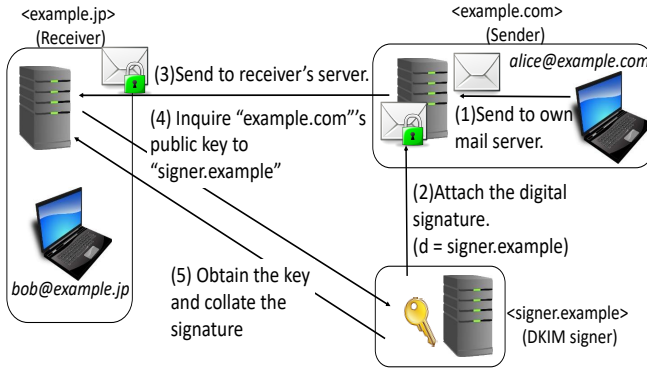 <example.jp>
(Receiver)
<example.com>
(Sender)
alice@example.com
(3)Send to receiver's server.
(1)Send to own
mail server.
(4) Inquire "example.com"'s
public key to
"signer.example"
(2)Attach the digital
signature.
(d = signer.example)
bob@example.jp
(5) Obtain the key
and collate the
signature
<signer.example>
(DKIM signer)